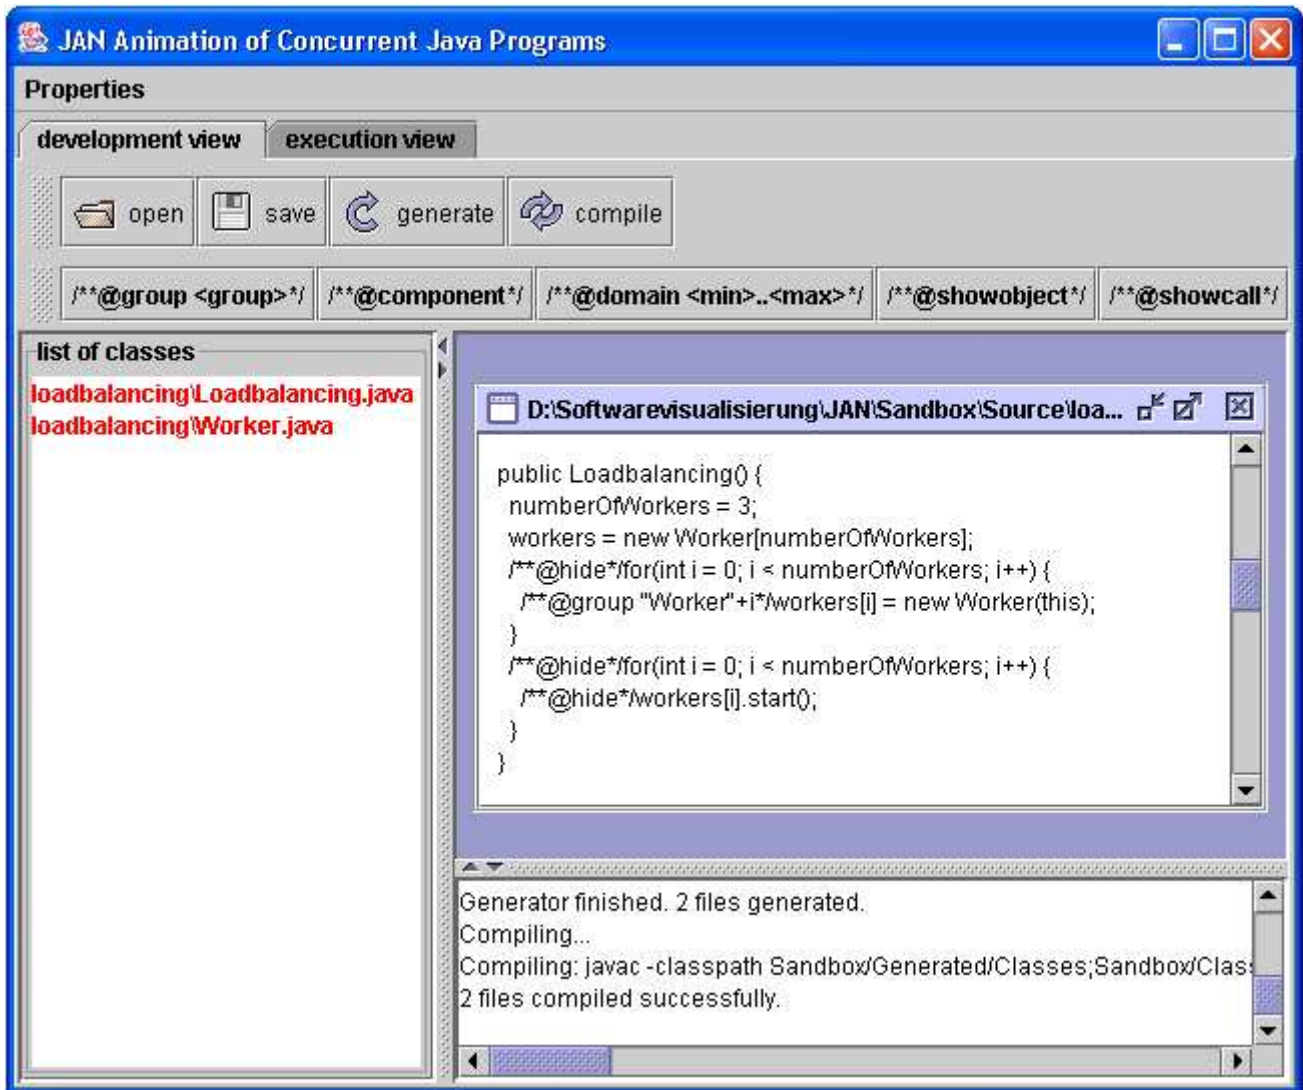 JAN Animation of Concurrent Java Programs
Properties
development view execution view
open save generate compile
/**@group <group>*/ /**@component*/ /**@domain <min>..<max>*/ /**@showobject*/ /**@showcall*/
list of classes
loadbalancing\Loadbalancing.java
loadbalancing\Worker.java
D:\Softwarevisualisierung\JAN\Sandbox\Source\loa...
public Loadbalancing() {
numberOfWorkers = 3;
workers = new Worker[numberOfWorkers];
/**@hide*/for(int i = 0; i < numberOfWorkers; i++) {
/**@group "Worker"+i*/workers[i] = new Worker(this);
}
/**@hide*/for(int i = 0; i < numberOfWorkers; i++) {
/**@hide*/workers[i].start();
}
}
Generator finished. 2 files generated.
Compiling...
Compiling: javac -classpath Sandbox/Generated/Classes;Sandbox/Clas
2 files compiled successfully.